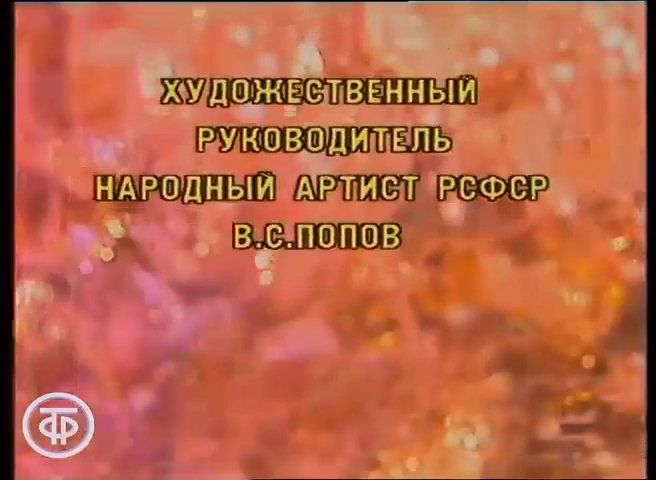 ХУДОЖЕСТВЕННЫЙ
РУКОВОДИТЕЛЬ
НАРОДНЫЙ АРТИСТ РСФСР
В.С.ПОПОВ